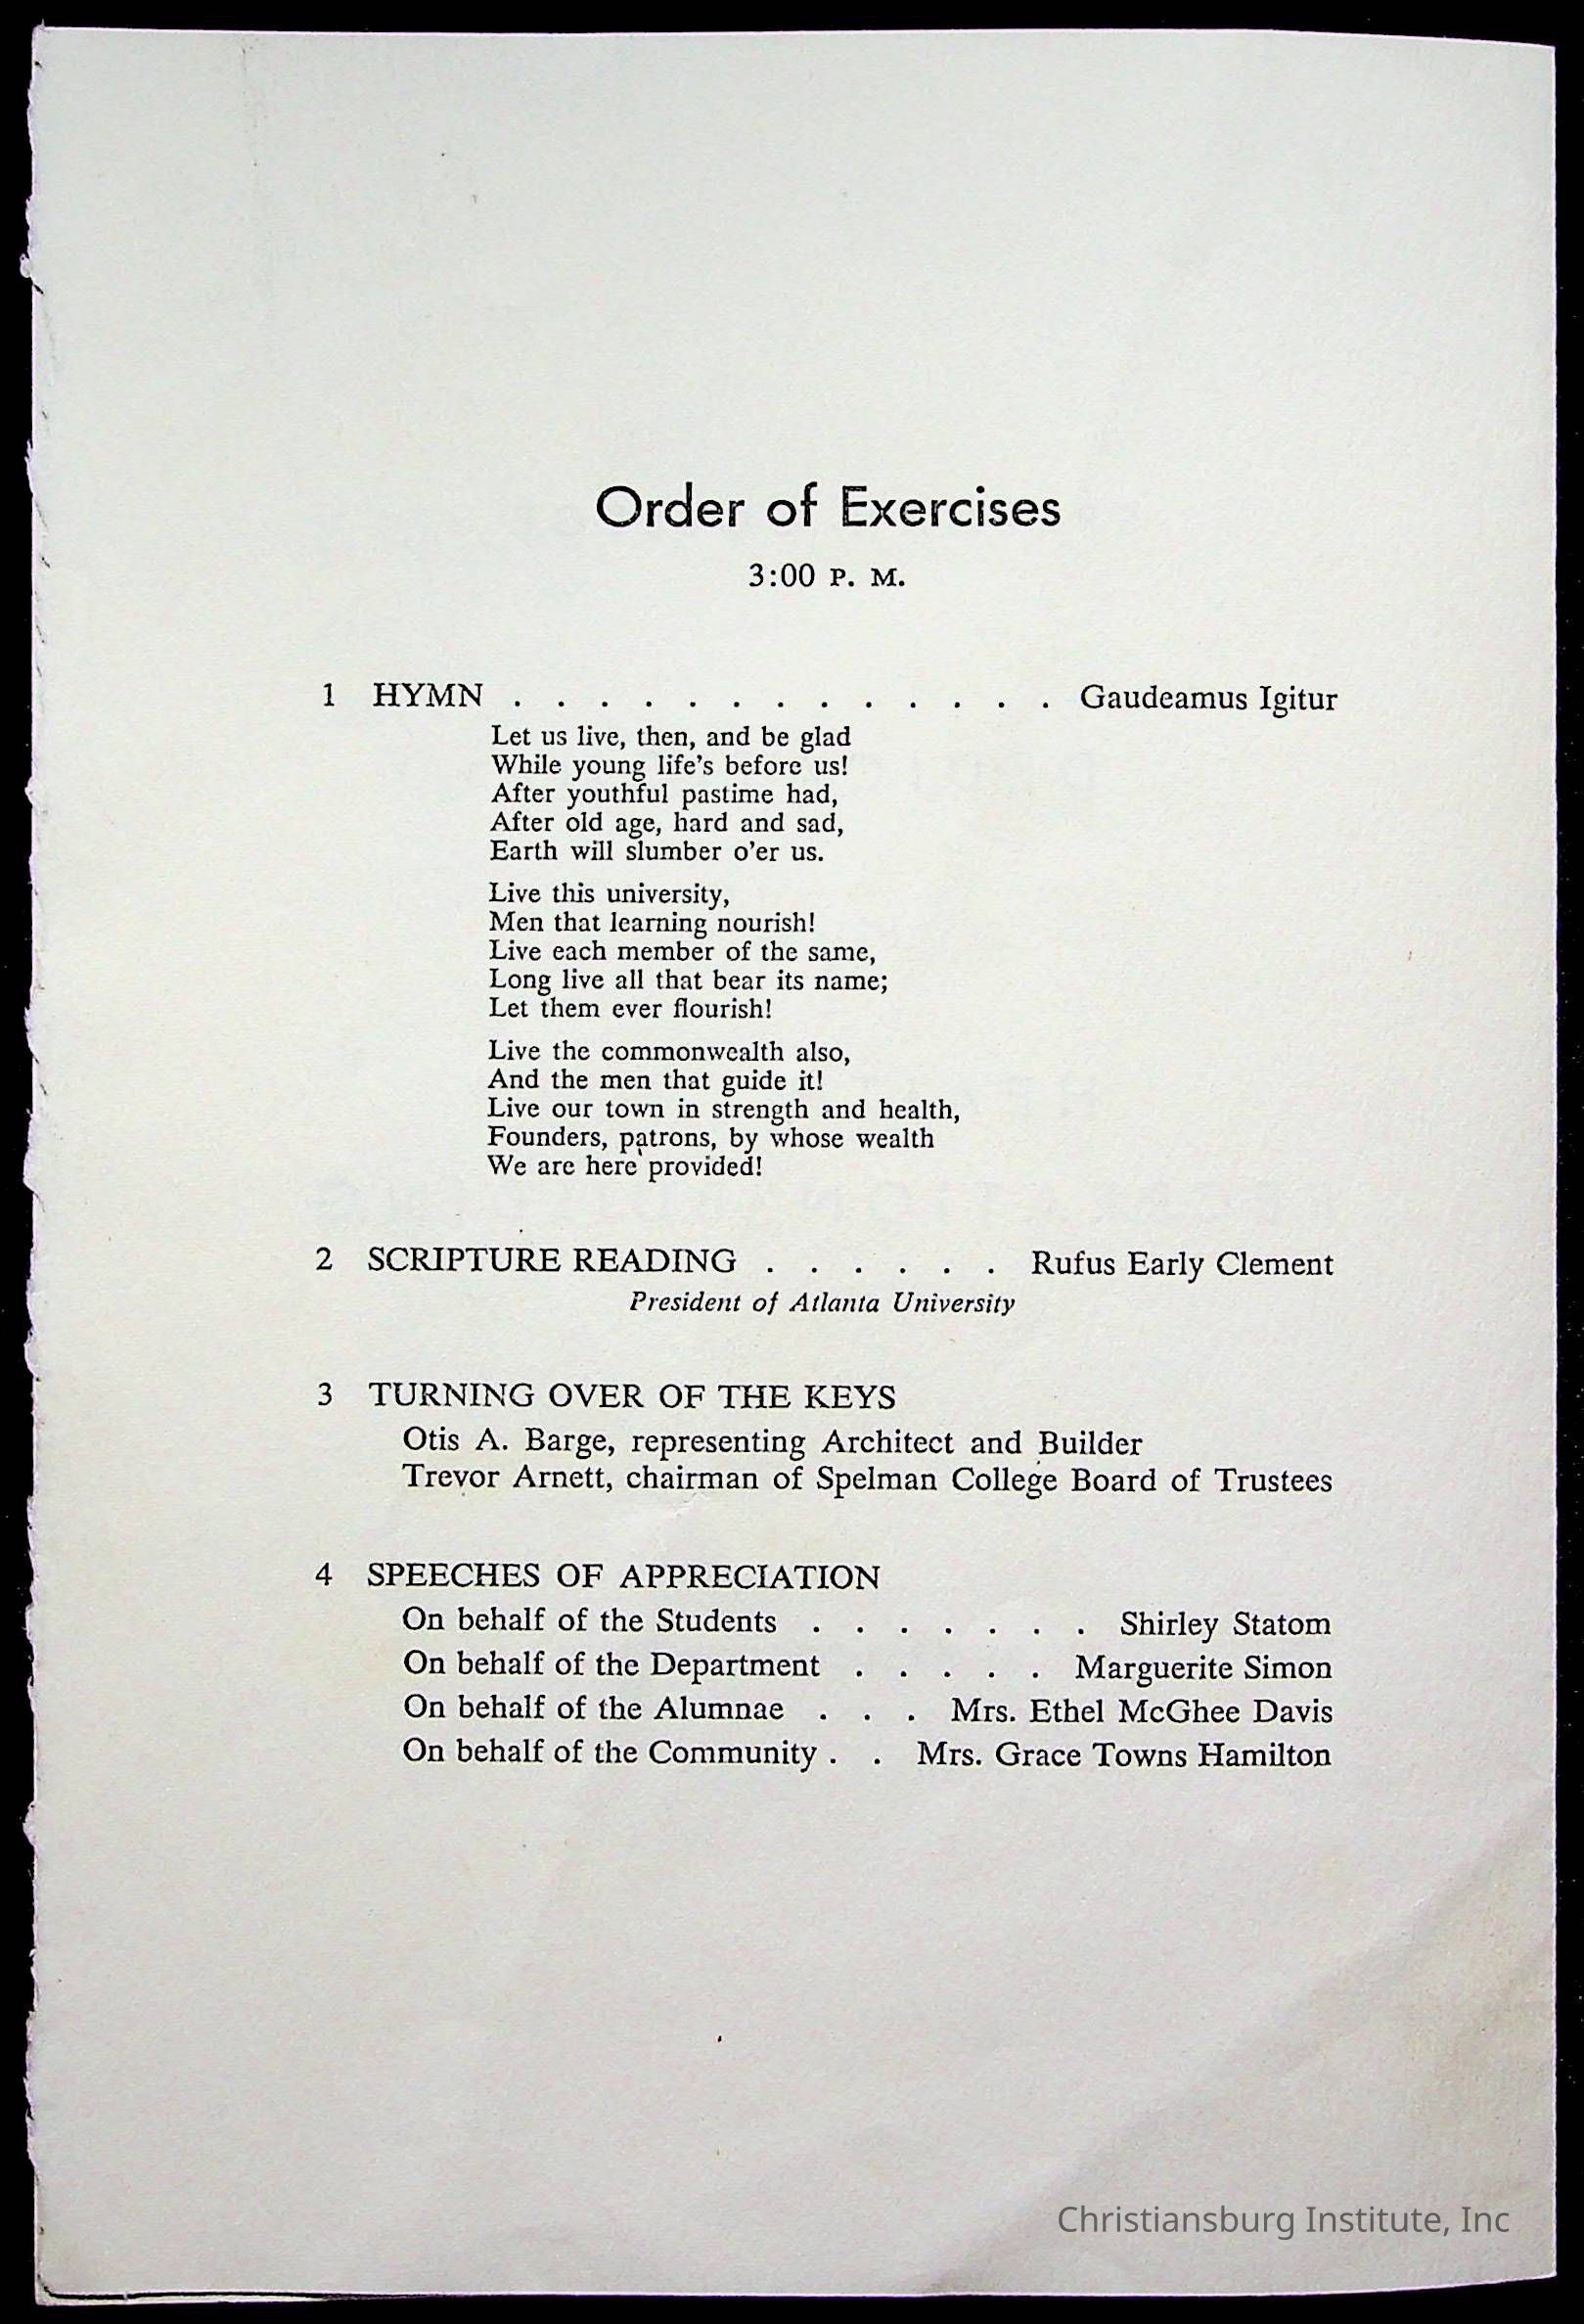 Order of Exercises
3:00 P. M.
1 HYMN . . . . . . . . . . . . . Gaudeamus Igitur
Let us live, then, and be glad
While young life's before us!
After youthful pastime had,
After old age, hard and sad,
Earth will slumber o'er us.
Live this university,
Men that learning nourish!
Live each member of the same,
Long live all that bear its name;
Let them ever flourish!
Live the commonwealth also,
And the men that guide it!
Live our town in strength and health,
Founders, patrons, by whose wealth
We are here provided!
2 SCRIPTURE READING . . . . . . Rufus Early Clement
President of Atlanta University
3 TURNING OVER OF THE KEYS
Otis A. Barge, representing Architect and Builder
Trevor Arnett, chairman of Spelman College Board of Trustees
4 SPEECHES OF APPRECIATION
On behalf of the Students . . . . . . . Shirley Statom
On behalf of the Department . . . . . Marguerite Simon
On behalf of the Alumnae . . . Mrs. Ethel McGhee Davis
On behalf of the Community . . Mrs. Grace Towns Hamilton
Christiansburg Institute, Inc